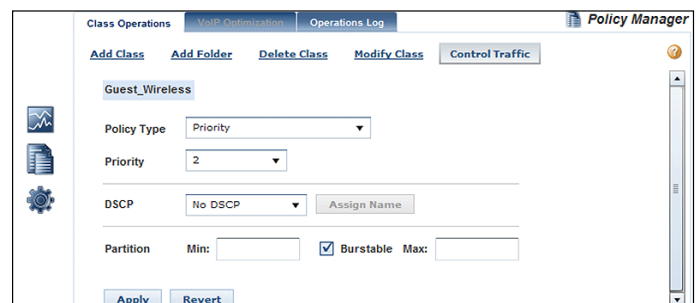 Class Operations VoIP Optimization Operations Log Policy Manager
Add Class Add Folder Delete Class Modify Class Control Traffic ?
Guest_Wireless
Policy Type Priority
Priority 2
DSCP No DSCP Assign Name
Partition Min: Burstable Max:
Apply Revert